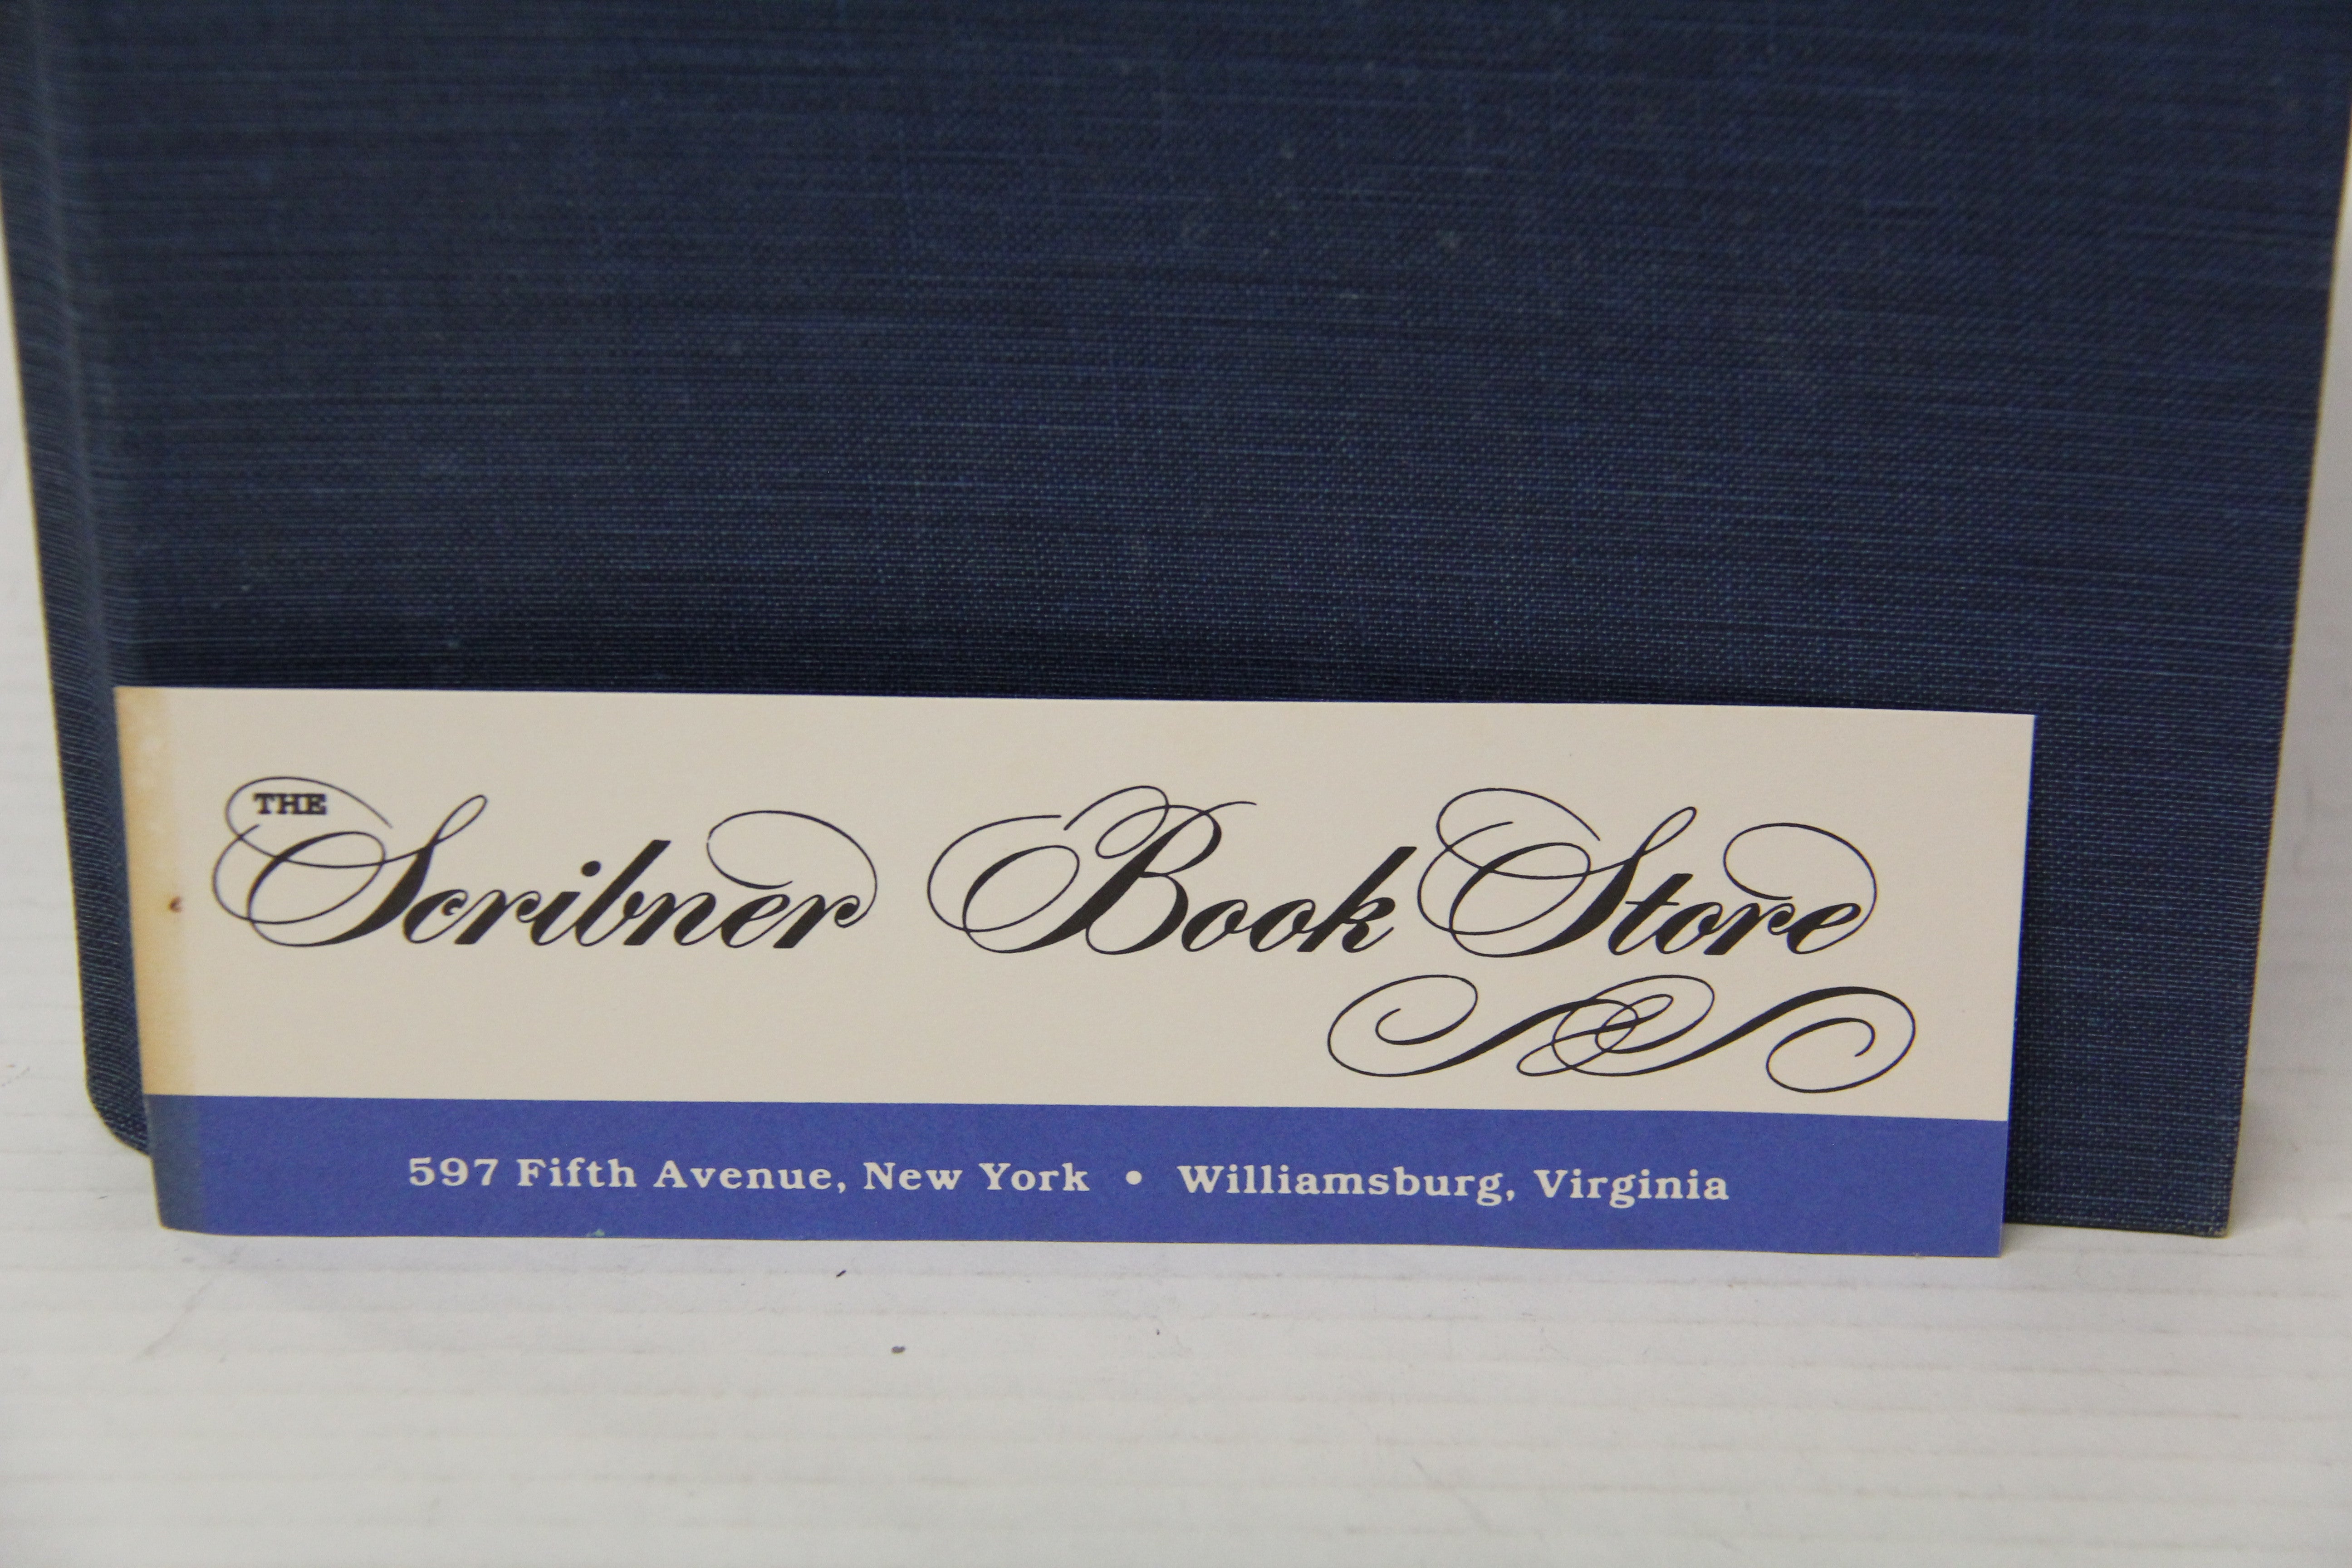 THE
Scribner Book Store
597 Fifth Avenue, New York • Williamsburg, Virginia